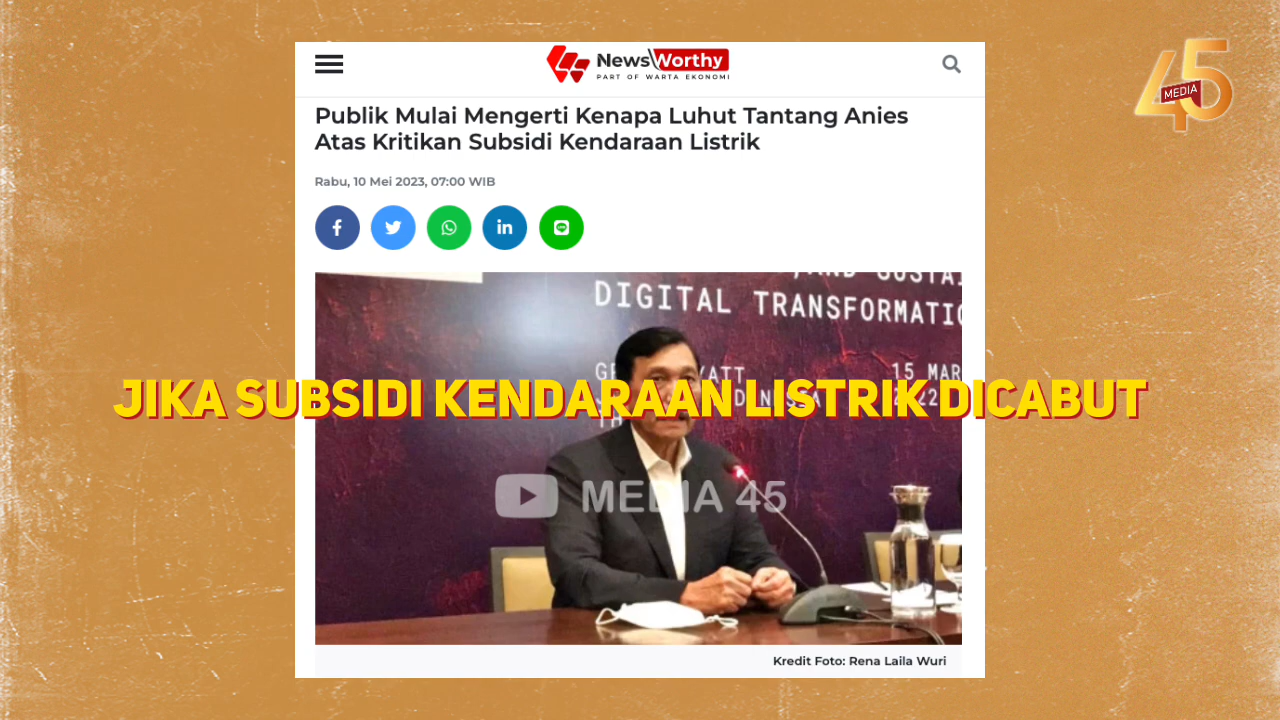 NewsWorthy
PART OF WARTA EKONOMI
45
MEDIA
Publik Mulai Mengerti Kenapa Luhut Tantang Anies
Atas Kritikan Subsidi Kendaraan Listrik
Rabu, 10 Mei 2023, 07:00 WIB
DIGITAL TRANSFORMATIO
15 MAR
JIKA SUBSIDI KENDARAAN LISTRIK DICABUT
MEDIA 45
Kredit Foto: Rena Laila Wuri